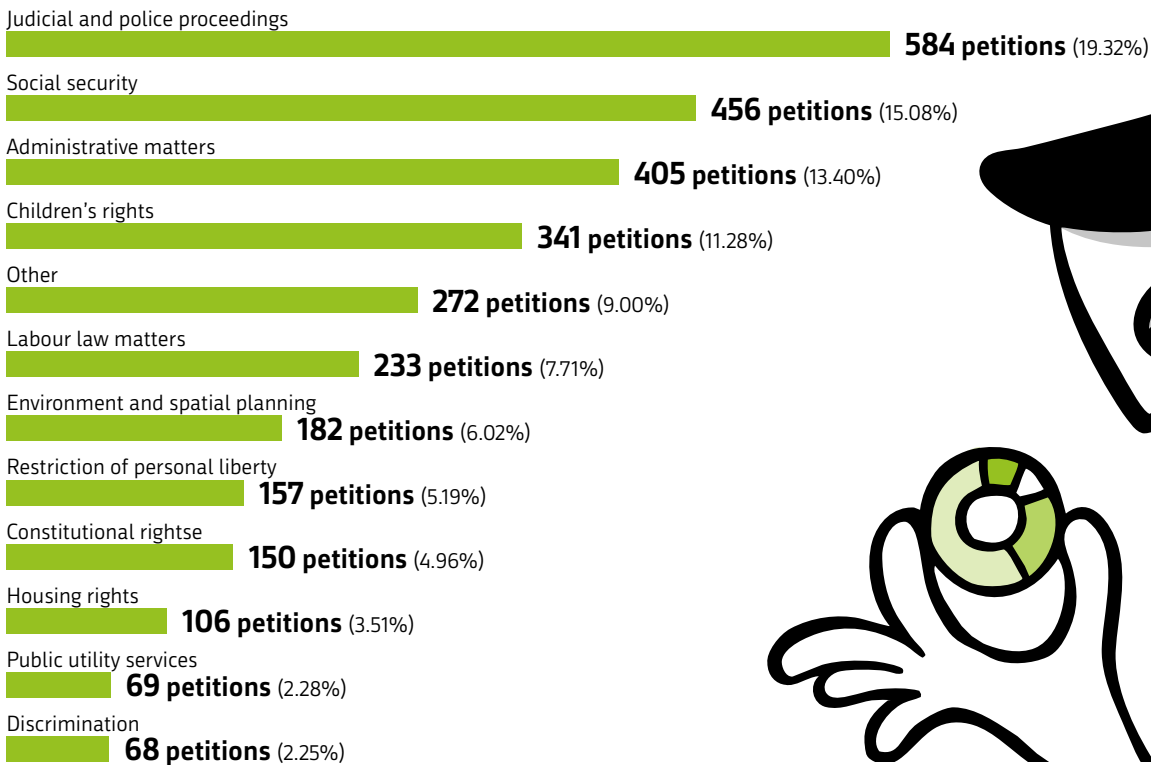 Judicial and police proceedings
584 petitions (19.32%)
Social security
456 petitions (15.08%)
Administrative matters
405 petitions (13.40%)
Children’s rights
341 petitions (11.28%)
Other
272 petitions (9.00%)
Labour law matters
233 petitions (7.71%)
Environment and spatial planning
182 petitions (6.02%)
Restriction of personal liberty
157 petitions (5.19%)
Constitutional rightse
150 petitions (4.96%)
Housing rights
106 petitions (3.51%)
Public utility services
69 petitions (2.28%)
Discrimination
68 petitions (2.25%)